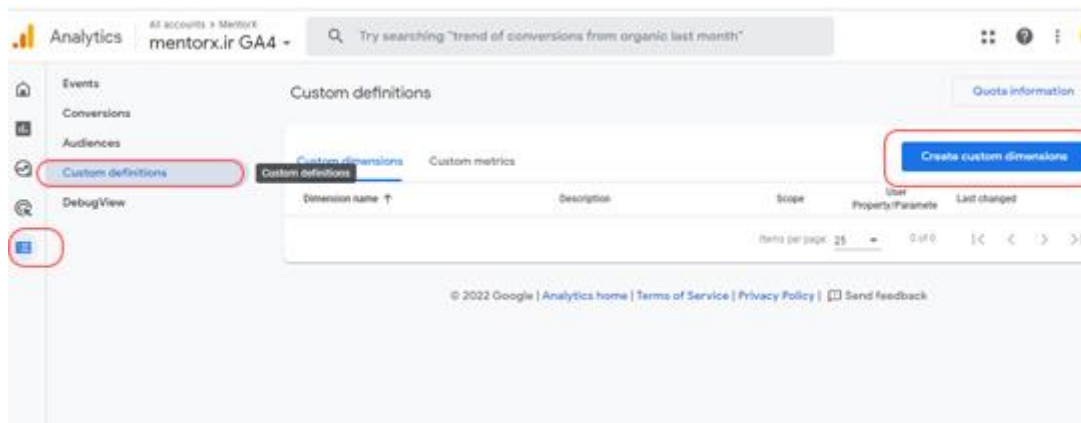 All accounts > MentorX
Analytics mentorx.ir GA4
Try searching "trend of conversions from organic last month"
Events
Conversions
Audiences
Custom definitions
DebugView
Custom definitions
Quota information
Custom dimensions Custom metrics
Custom definitions
Create custom dimensions
Dimension name ↑ Description Scope User Property/Paramete Last changed
Items per page: 25 0 of 0
© 2022 Google | Analytics home | Terms of Service | Privacy Policy | Send feedback